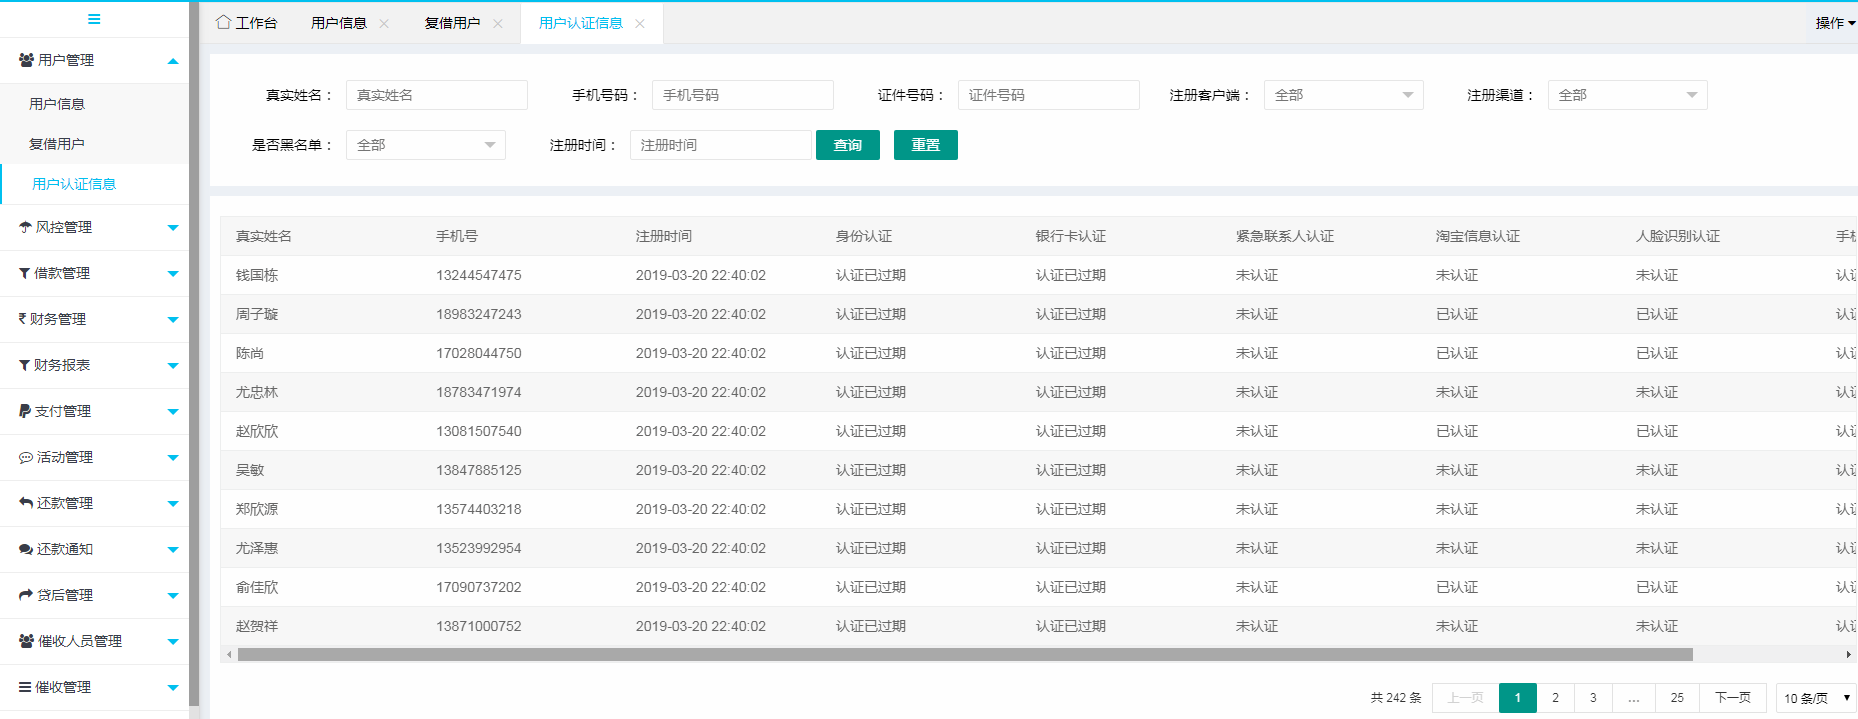 工作台 用户信息 复借用户 用户认证信息 操作
用户管理
用户信息
复借用户
用户认证信息
风控管理
借款管理
财务管理
财务报表
支付管理
活动管理
还款管理
还款通知
贷后管理
催收人员管理
催收管理
真实姓名： 真实姓名 手机号码： 手机号码 证件号码： 证件号码 注册客户端： 全部 注册渠道： 全部
是否黑名单： 全部 注册时间： 注册时间 查询 重置
真实姓名 手机号 注册时间 身份认证 银行卡认证 紧急联系人认证 淘宝信息认证 人脸识别认证 手机
钱国栋 13244547475 2019-03-20 22:40:02 认证已过期 认证已过期 未认证 未认证 未认证 认证
周子璇 18983247243 2019-03-20 22:40:02 认证已过期 认证已过期 未认证 已认证 已认证 认证
陈尚 17028044750 2019-03-20 22:40:02 认证已过期 认证已过期 未认证 已认证 已认证 认证
尤忠林 18783471974 2019-03-20 22:40:02 认证已过期 认证已过期 未认证 未认证 未认证 认证
赵欣欣 13081507540 2019-03-20 22:40:02 认证已过期 认证已过期 未认证 已认证 已认证 认证
吴敏 13847885125 2019-03-20 22:40:02 认证已过期 认证已过期 未认证 未认证 未认证 认证
郑欣源 13574403218 2019-03-20 22:40:02 认证已过期 认证已过期 未认证 未认证 未认证 认证
尤泽惠 13523992954 2019-03-20 22:40:02 认证已过期 认证已过期 未认证 未认证 未认证 认证
俞佳欣 17090737202 2019-03-20 22:40:02 认证已过期 认证已过期 未认证 已认证 已认证 认证
赵贺祥 13871000752 2019-03-20 22:40:02 认证已过期 认证已过期 未认证 未认证 未认证 认证
共 242 条 上一页 1 2 3 … 25 下一页 10 条/页